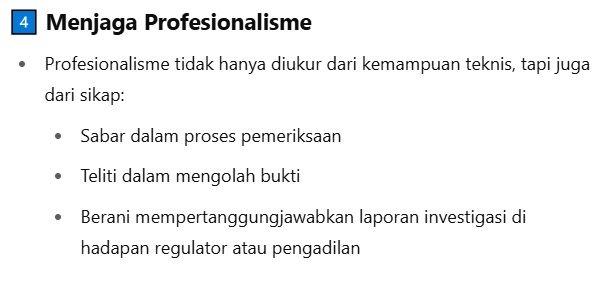 4 Menjaga Profesionalisme
• Profesionalisme tidak hanya diukur dari kemampuan teknis, tapi juga
dari sikap:
• Sabar dalam proses pemeriksaan
• Teliti dalam mengolah bukti
• Berani mempertanggungjawabkan laporan investigasi di
hadapan regulator atau pengadilan